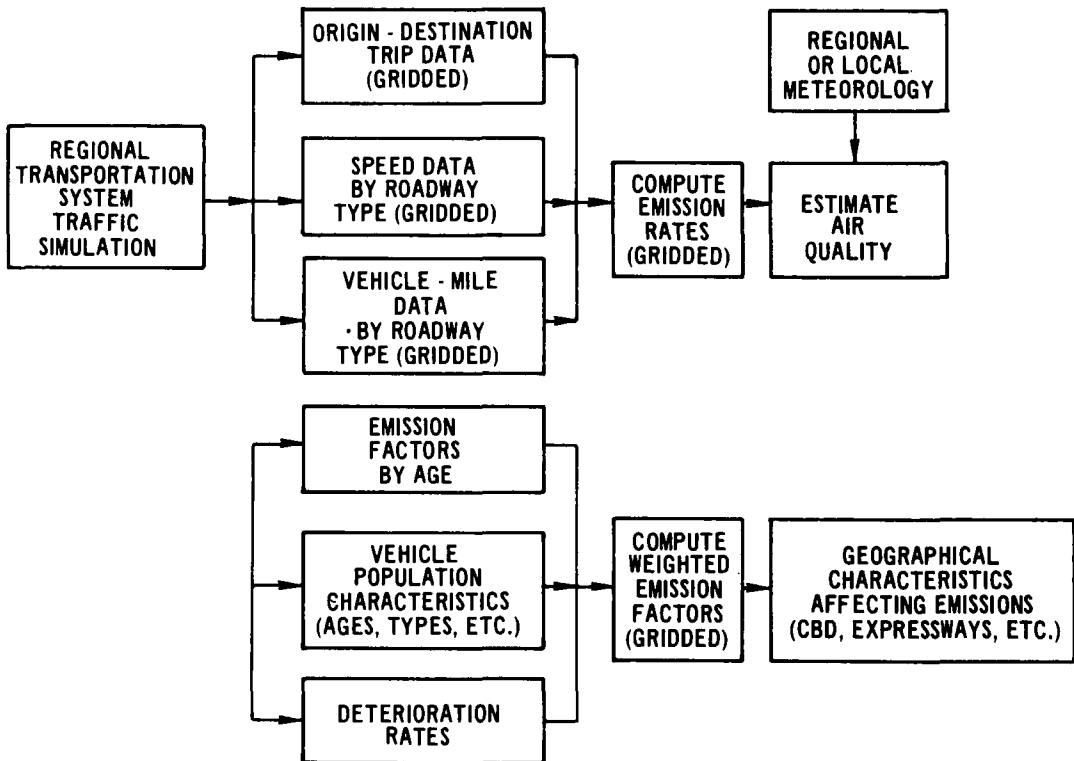 ORIGIN - DESTINATION
TRIP DATA
(GRIDDED)
REGIONAL
OR LOCAL
METEOROLOGY
REGIONAL
TRANSPORTATION
SYSTEM
TRAFFIC
SIMULATION
SPEED DATA
BY ROADWAY
TYPE (GRIDDED)
COMPUTE
EMISSION
RATES
(GRIDDED)
ESTIMATE
AIR
QUALITY
VEHICLE - MILE
DATA
· BY ROADWAY
TYPE (GRIDDED)
EMISSION
FACTORS
BY AGE
VEHICLE
POPULATION
CHARACTERISTICS
(AGES, TYPES, ETC.)
COMPUTE
WEIGHTED
EMISSION
FACTORS
(GRIDDED)
GEOGRAPHICAL
CHARACTERISTICS
AFFECTING EMISSIONS
(CBD, EXPRESSWAYS, ETC.)
DETERIORATION
RATES